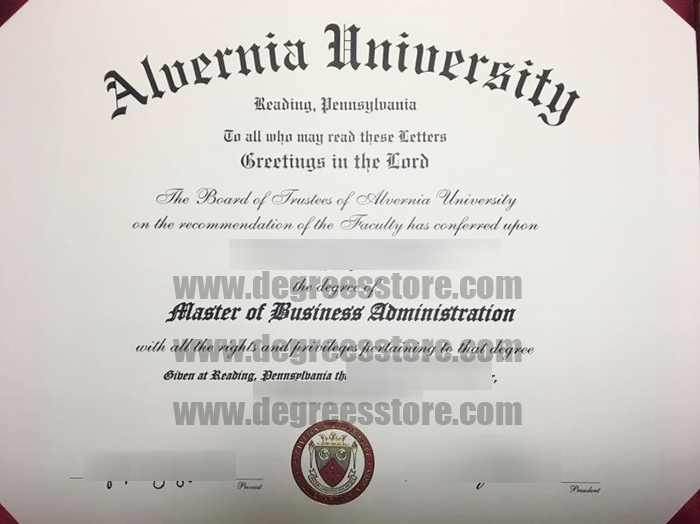 Alvernia University
Reading, Pennsylvania
To all who may read these Letters
Greetings in the Lord
The Board of Trustees of Alvernia University
on the recommendation of the Faculty has conferred upon
www.degreesstore.com
the degree of
Master of Business Administration
with all the rights and privileges pertaining to that degree
www.degreesstore.com
Given at Reading, Pennsylvania
www.degreesstore.com
Provost
President